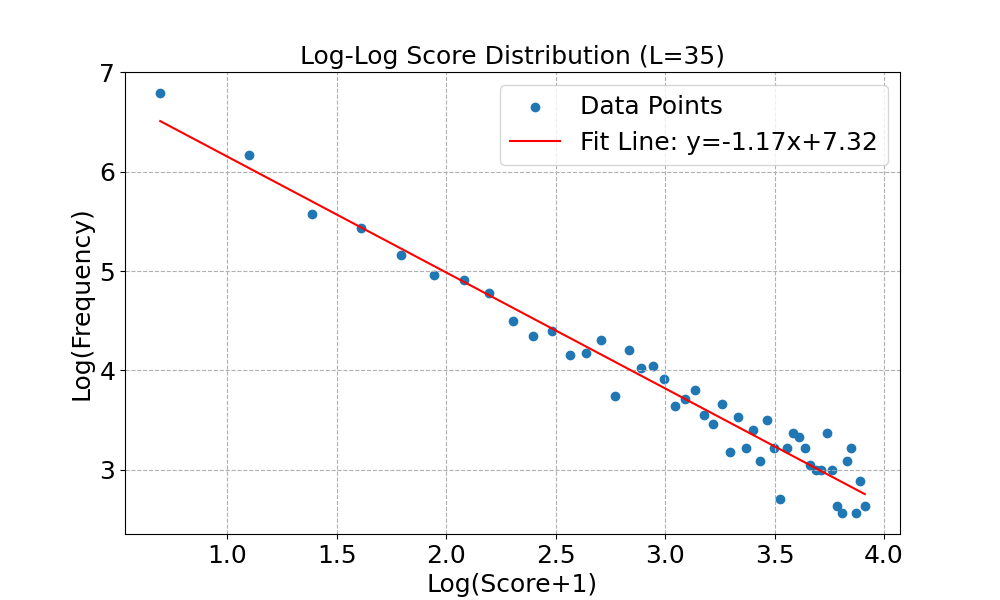 Log-Log Score Distribution (L=35)
Data Points
Fit Line: y=-1.17x+7.32
Log(Frequency)
7
6
5
4
3
1.0 1.5 2.0 2.5 3.0 3.5 4.0
Log(Score+1)